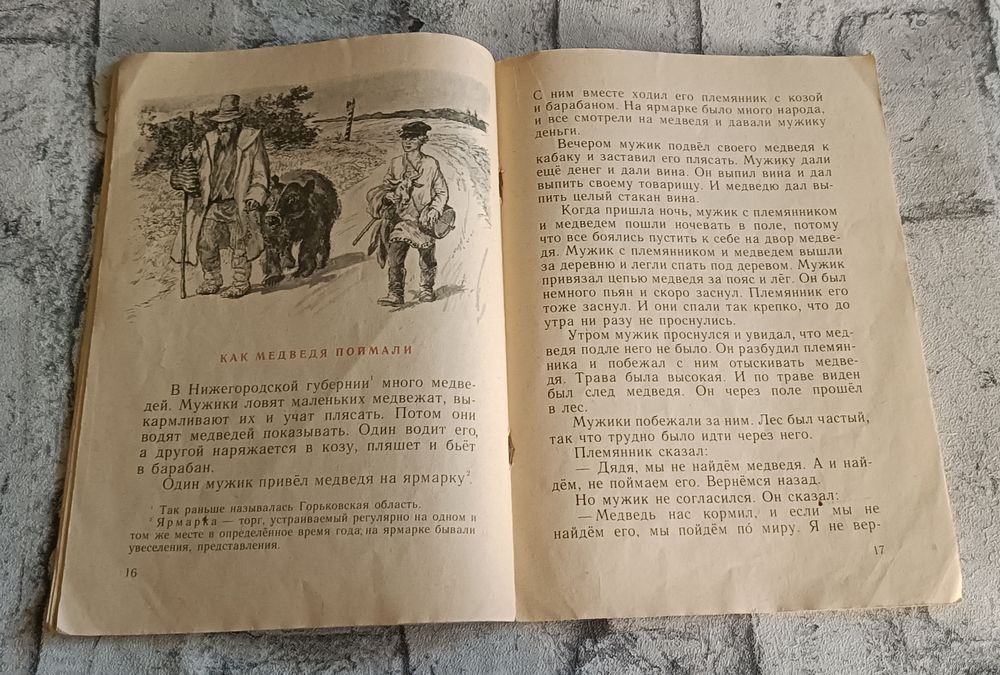 КАК МЕДВЕДЯ ПОЙМАЛИ
В Нижегородской губернии¹ много медве-
дей. Мужики ловят маленьких медвежат, вы-
кармливают их и учат плясать. Потом они
водят медведей показывать. Один водит его,
а другой наряжается в козу, пляшет и бьёт
в барабан.
Один мужик привёл медведя на ярмарку².
¹ Так раньше называлась Горьковская область.
² Ярмарка — торг, устраиваемый регулярно на одном и
том же месте в определённое время года; на ярмарке бывали
увеселения, представления.
16
С ним вместе ходил его племянник с козой
и барабаном. На ярмарке было много народа,
и все смотрели на медведя и давали мужику
деньги.
Вечером мужик подвёл своего медведя к
кабаку и заставил его плясать. Мужику дали
ещё денег и дали вина. Он выпил вина и дал
выпить своему товарищу. И медведю дал вы-
пить целый стакан вина.
Когда пришла ночь, мужик с племянником
и медведем пошли ночевать в поле, потому
что все боялись пустить к себе на двор медве-
дя. Мужик с племянником и медведем вышли
за деревню и легли спать под деревом. Мужик
привязал цепью медведя за пояс и лёг. Он был
немного пьян и скоро заснул. Племянник его
тоже заснул. И они спали так крепко, что до
утра ни разу не проснулись.
Утром мужик проснулся и увидал, что мед-
ведя подле него не было. Он разбудил племян-
ника и побежал с ним отыскивать медве-
дя. Трава была высокая. И по траве виден
был след медведя. Он через поле прошёл
в лес.
Мужики побежали за ним. Лес был частый,
так что трудно было идти через него.
Племянник сказал:
— Дядя, мы не найдём медведя. А и най-
дём, не поймаем его. Вернёмся назад.
Но мужик не согласился. Он сказал:
— Медведь нас кормил, и если мы не
найдём его, мы пойдём по́ миру. Я не вер-
17